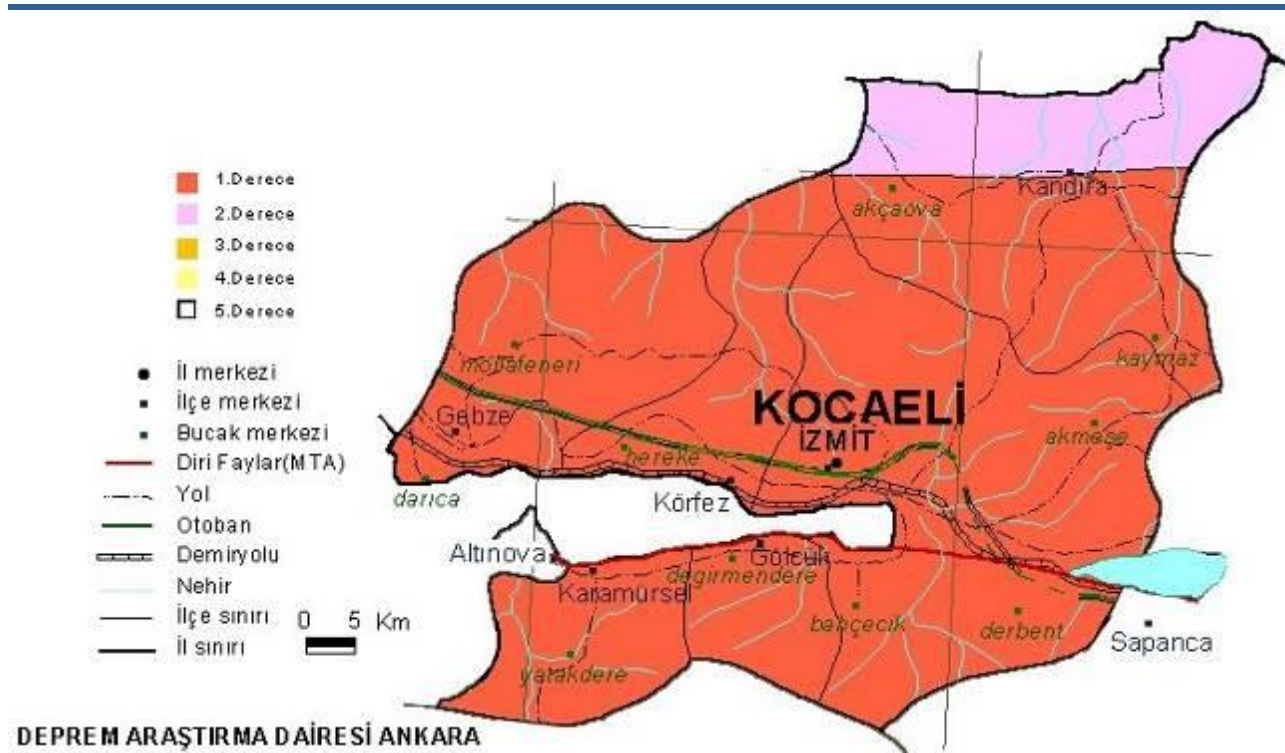 1.Derece
2.Derece
3.Derece
4.Derece
5.Derece
İl merkezi
İlçe merkezi
Bucak merkezi
Diri Faylar(MTA)
Yol
Otoban
Demiryolu
Nehir
İlçe sınırı
İl sınırı
0 5 Km
Kandıra
akçaova
kaymaz
mollafeneri
Gebze
KOCAELİ
İZMİT
akmeşe
hereke
darıca
Körfez
Altınova
Gölcük
değirmendere
Karamürsel
bahçecik
derbent
Sapanca
yalakdere
DEPREM ARAŞTIRMA DAİRESİ ANKARA